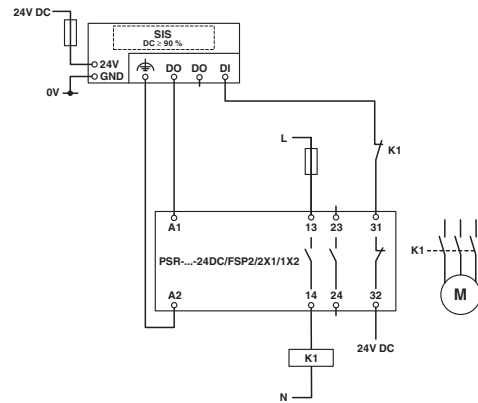 24V DC
SIS
DC ≥ 90 %
24V
GND
DO
DO
DI
0V
L
K1
A1
13
23
31
PSR-...-24DC/FSP2/2X1/1X2
K1
M
A2
14
24
32
K1
24V DC
N